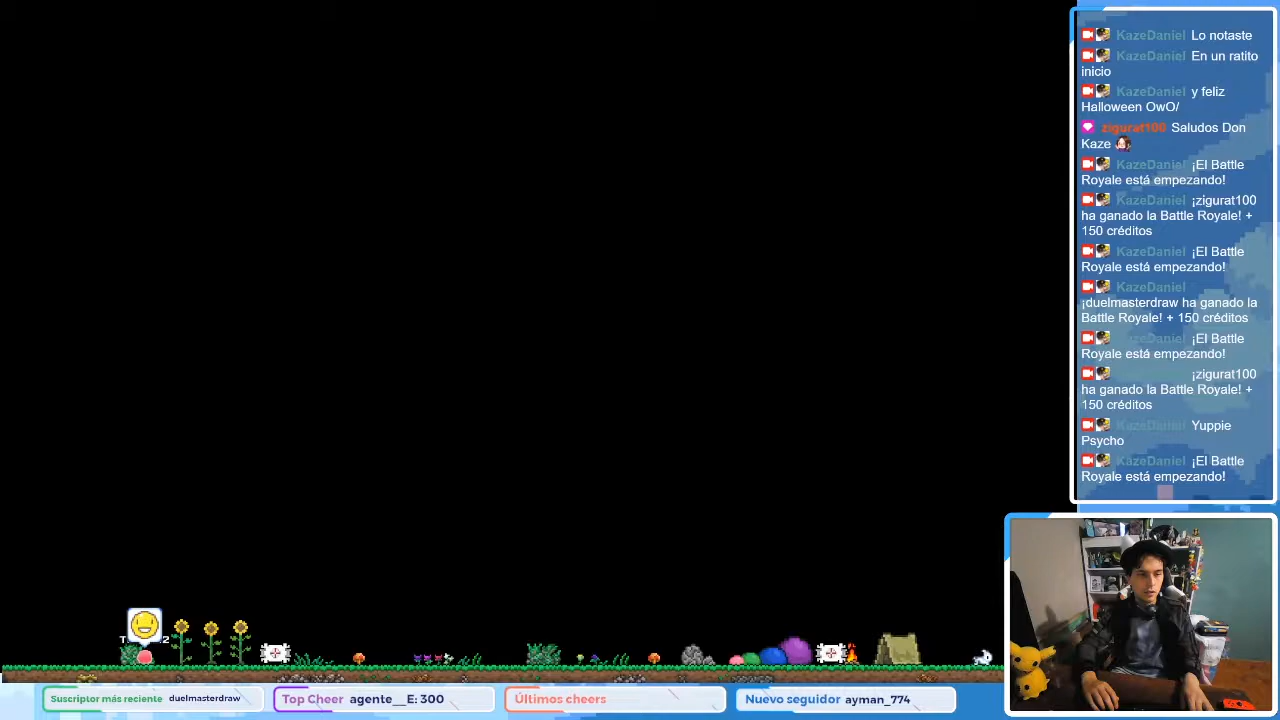 KazeDaniel Lo notaste
KazeDaniel En un ratito
inicio
KazeDaniel y feliz
Halloween OwO/
zigurat100 Saludos Don
Kaze
KazeDaniel ¡El Battle
Royale está empezando!
KazeDaniel ¡zigurat100
ha ganado la Battle Royale! +
150 créditos
KazeDaniel ¡El Battle
Royale está empezando!
KazeDaniel
¡duelmasterdraw ha ganado la
Battle Royale! + 150 créditos
KazeDaniel ¡El Battle
Royale está empezando!
¡zigurat100
ha ganado la Battle Royale! +
150 créditos
KazeDaniel Yuppie
Psycho
KazeDaniel ¡El Battle
Royale está empezando!
Suscriptor más reciente duelmasterdraw
Top Cheer agente__E: 300
Últimos cheers
Nuevo seguidor ayman_774